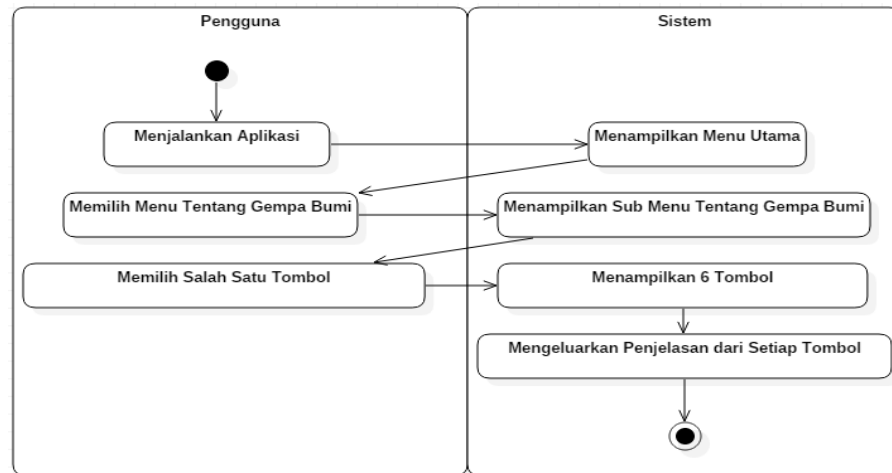 Pengguna
Sistem
Menjalankan Aplikasi
Menampilkan Menu Utama
Memilih Menu Tentang Gempa Bumi
Menampilkan Sub Menu Tentang Gempa Bumi
Memilih Salah Satu Tombol
Menampilkan 6 Tombol
Mengeluarkan Penjelasan dari Setiap Tombol